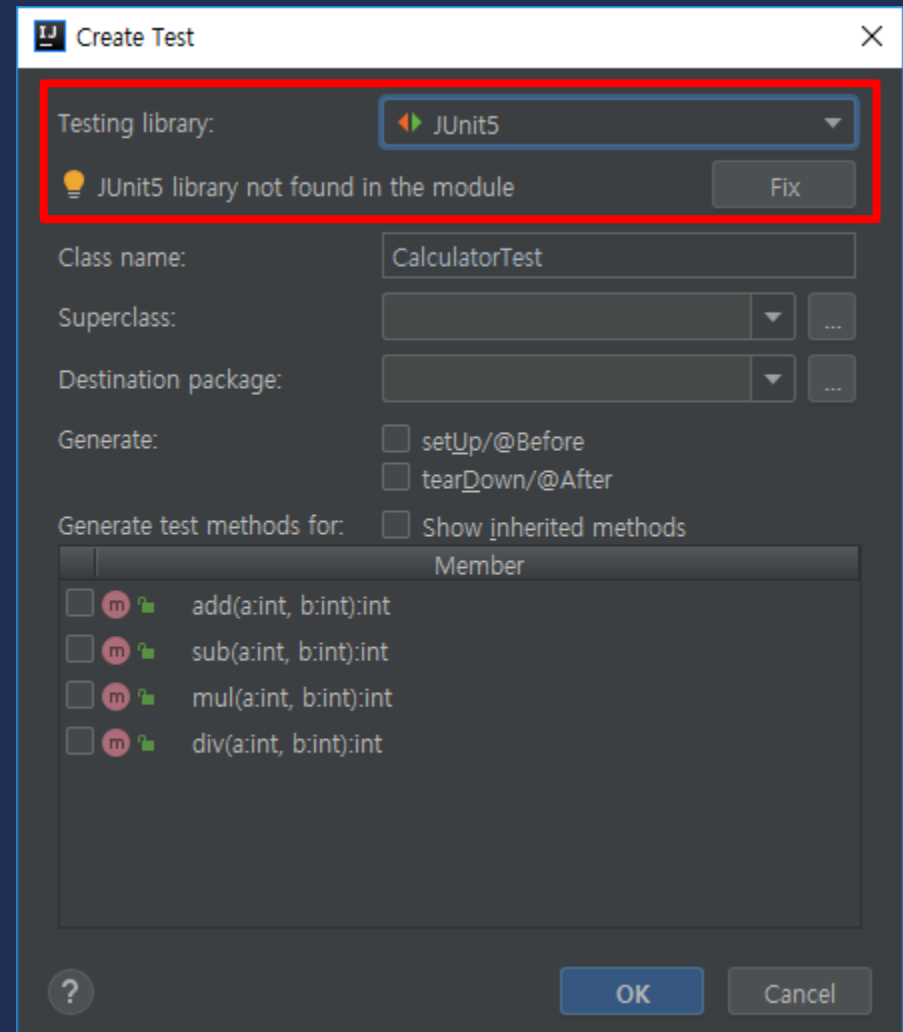 IJ Create Test
Testing library: JUnit5
JUnit5 library not found in the module Fix
Class name: CalculatorTest
Superclass: ...
Destination package: ...
Generate: setUp/@Before
tearDown/@After
Generate test methods for: Show inherited methods
Member
m add(a:int, b:int):int
m sub(a:int, b:int):int
m mul(a:int, b:int):int
m div(a:int, b:int):int
? OK Cancel